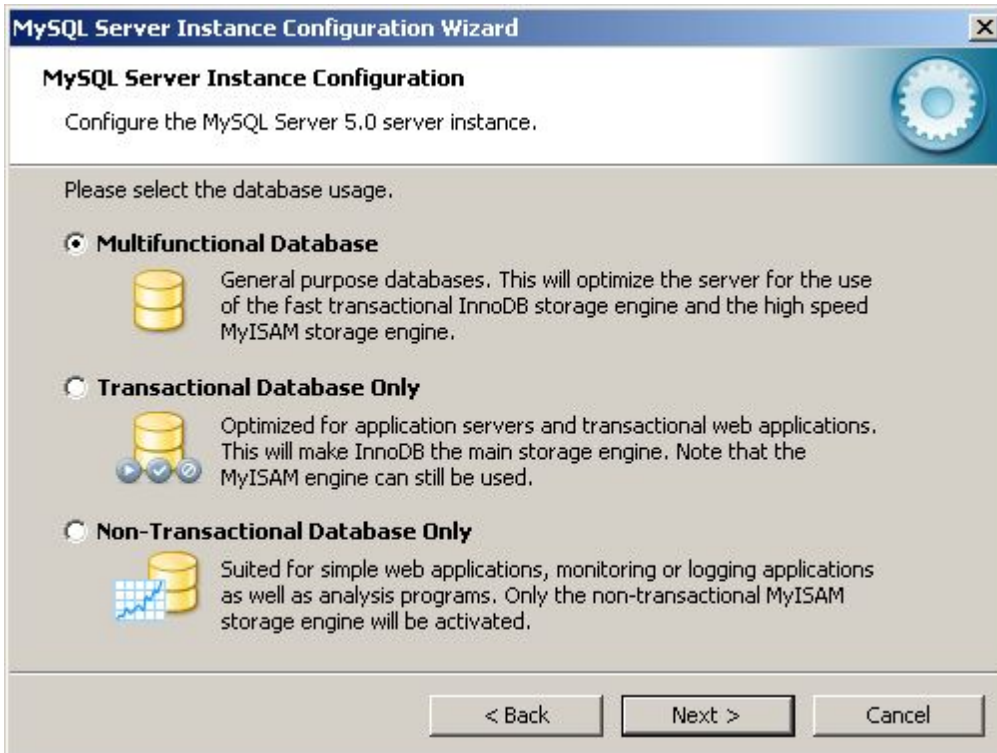 MySQL Server Instance Configuration Wizard
MySQL Server Instance Configuration
Configure the MySQL Server 5.0 server instance.
Please select the database usage.
Multifunctional Database
General purpose databases. This will optimize the server for the use
of the fast transactional InnoDB storage engine and the high speed
MyISAM storage engine.
Transactional Database Only
Optimized for application servers and transactional web applications.
This will make InnoDB the main storage engine. Note that the
MyISAM engine can still be used.
Non-Transactional Database Only
Suited for simple web applications, monitoring or logging applications
as well as analysis programs. Only the non-transactional MyISAM
storage engine will be activated.
< Back Next > Cancel